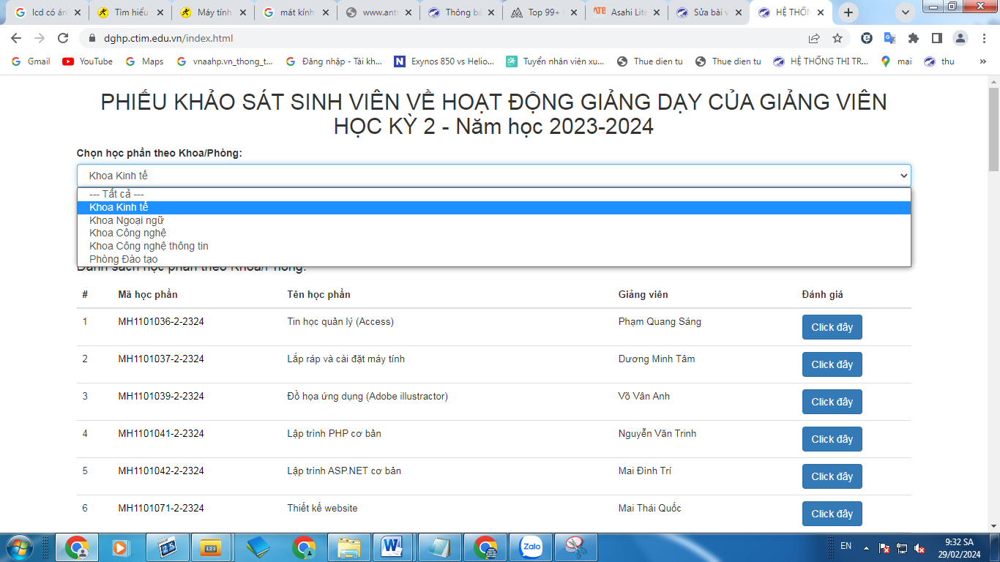 lcd có án
Tìm hiểu
Máy tính
mát kính
www.ant
Thông bá
Top 99+
Asahi Lite
Sửa bài v
HỆ THỐN
dghp.ctim.edu.vn/index.html
Gmail
YouTube
Maps
vnaahp.vn_thong_t...
Đăng nhập - Tài kh...
Exynos 850 vs Helio...
Tuyển nhân viên xu...
Thue dien tu
Thue dien tu
HỆ THỐNG THI TR...
mai
thu
»
PHIẾU KHẢO SÁT SINH VIÊN VỀ HOẠT ĐỘNG GIẢNG DẠY CỦA GIẢNG VIÊN
HỌC KỲ 2 - Năm học 2023-2024
Chọn học phần theo Khoa/Phòng:
Khoa Kinh tế
--- Tất cả ---
Khoa Kinh tế
Khoa Ngoại ngữ
Khoa Công nghệ
Khoa Công nghệ thông tin
Phòng Đào tạo
Danh sách học phần theo Khoa/Phòng:
# Mã học phần Tên học phần Giảng viên Đánh giá
1 MH1101036-2-2324 Tin học quản lý (Access) Phạm Quang Sáng Click đây
2 MH1101037-2-2324 Lắp ráp và cài đặt máy tính Dương Minh Tâm Click đây
3 MH1101039-2-2324 Đồ họa ứng dụng (Adobe illustractor) Võ Vân Anh Click đây
4 MH1101041-2-2324 Lập trình PHP cơ bản Nguyễn Văn Trinh Click đây
5 MH1101042-2-2324 Lập trình ASP.NET cơ bản Mai Đình Trí Click đây
6 MH1101071-2-2324 Thiết kế website Mai Thái Quốc Click đây
EN
9:32 SA
29/02/2024